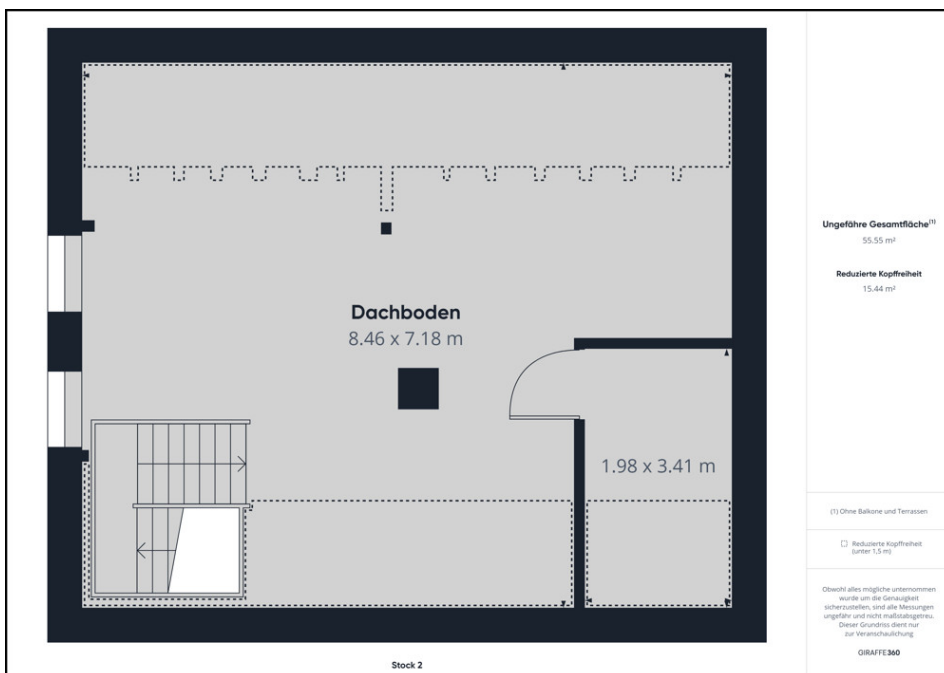 Dachboden
8.46 x 7.18 m
1.98 x 3.41 m
Stock 2
Ungefähre Gesamtfläche(1)
55.55 m²
Reduzierte Kopffreiheit
15.44 m²
(1) Ohne Balkone und Terrassen
Reduzierte Kopffreiheit
(unter 1,5 m)
Obwohl alles mögliche unternommen
wurde um die Genauigkeit
sicherzustellen, sind alle Messungen
ungefähr und nicht maßstabsgetreu.
Dieser Grundriss dient nur
zur Veranschaulichung
GIRAFFE360